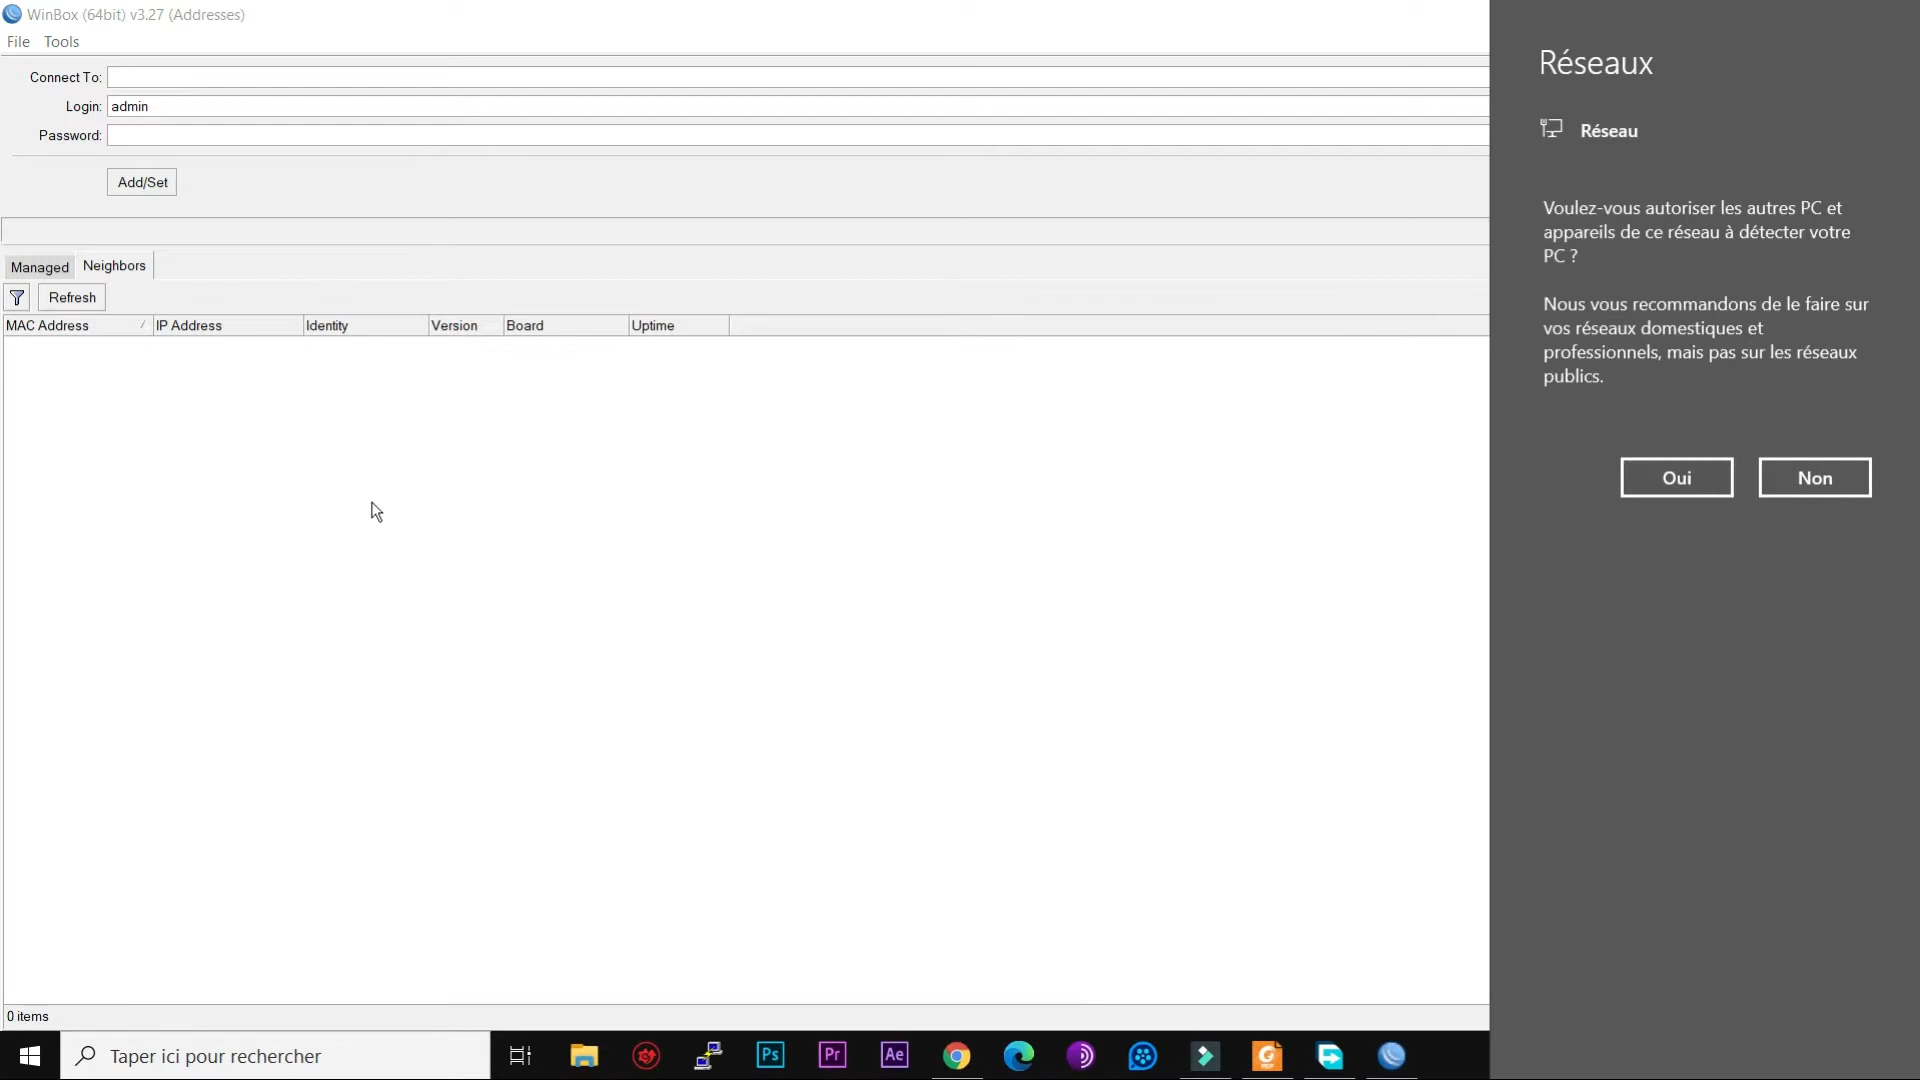 WinBox (64bit) v3.27 (Addresses)
File Tools
Connect To:
Login: admin
Password:
Add/Set
Managed Neighbors
Refresh
MAC Address IP Address Identity Version Board Uptime
0 items
Taper ici pour rechercher
Ps Pr Ae
Réseaux
Réseau
Voulez-vous autoriser les autres PC et
appareils de ce réseau à détecter votre
PC ?
Nous vous recommandons de le faire sur
vos réseaux domestiques et
professionnels, mais pas sur les réseaux
publics.
Oui Non